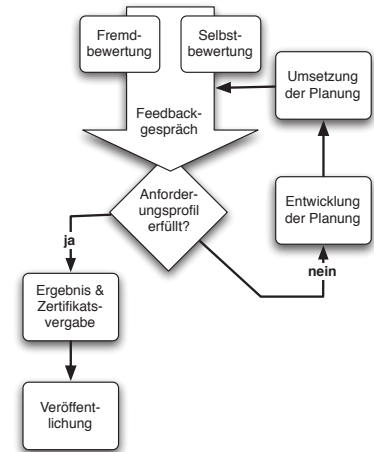 Fremd-
bewertung
Selbst-
bewertung
Umsetzung
der Planung
Feedback-
gespräch
Anforder-
ungsprofil
erfüllt?
Entwicklung
der Planung
ja
nein
Ergebnis &
Zertifikats-
vergabe
Veröffent-
lichung